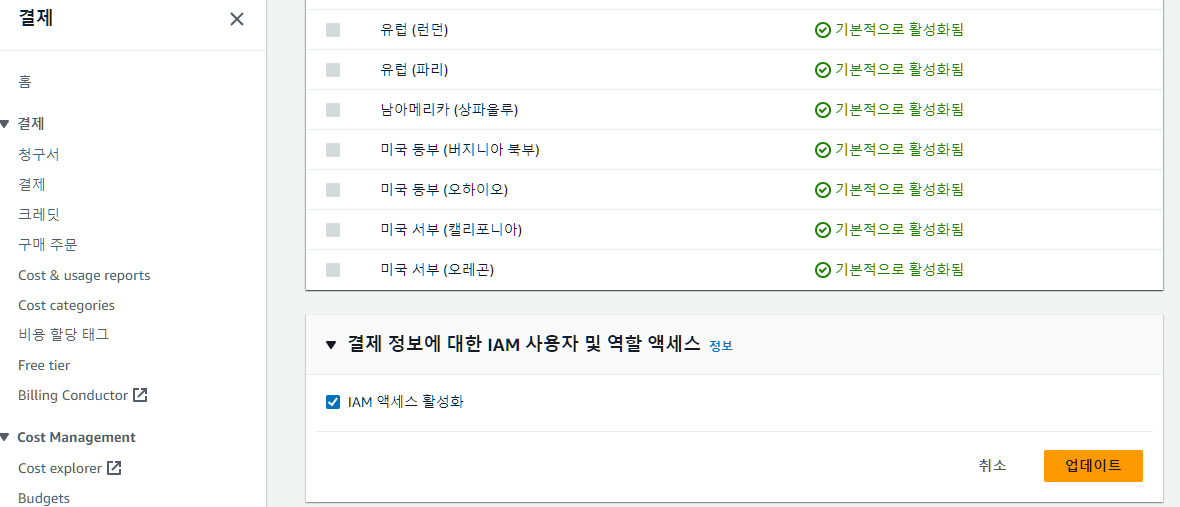 결제
홈
결제
청구서
결제
크레딧
구매 주문
Cost & usage reports
Cost categories
비용 할당 태그
Free tier
Billing Conductor
Cost Management
Cost explorer
Budgets
유럽 (런던) 기본적으로 활성화됨
유럽 (파리) 기본적으로 활성화됨
남아메리카 (상파울루) 기본적으로 활성화됨
미국 동부 (버지니아 북부) 기본적으로 활성화됨
미국 동부 (오하이오) 기본적으로 활성화됨
미국 서부 (캘리포니아) 기본적으로 활성화됨
미국 서부 (오레곤) 기본적으로 활성화됨
결제 정보에 대한 IAM 사용자 및 역할 액세스 정보
IAM 액세스 활성화
취소 업데이트